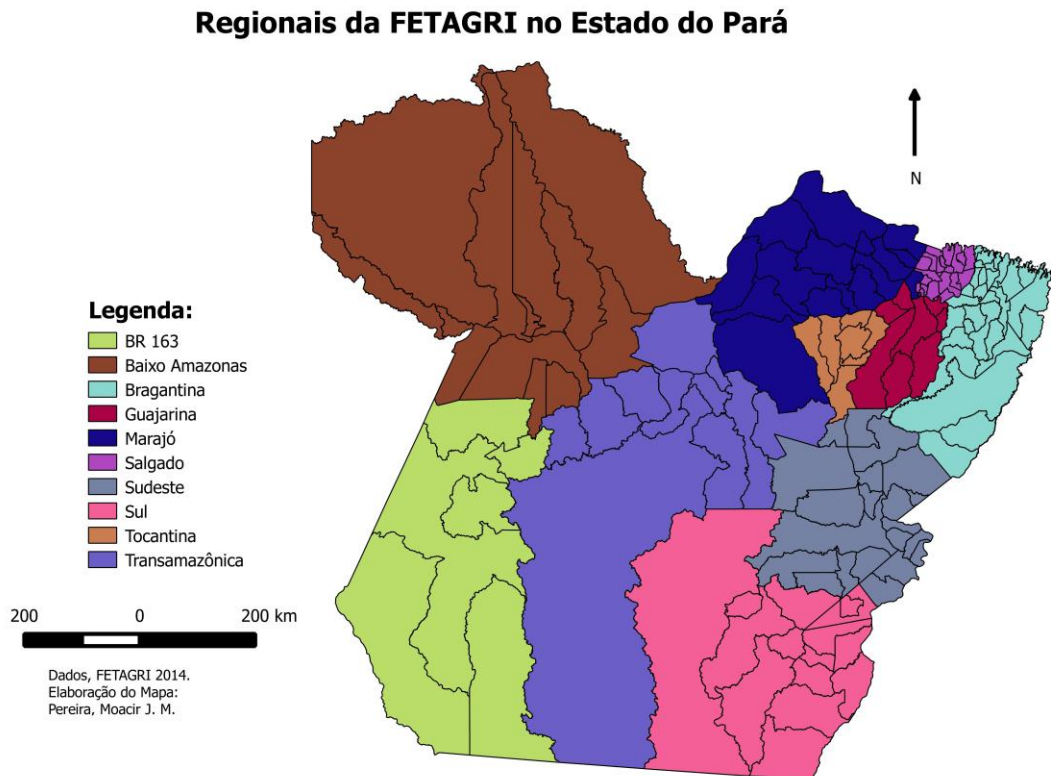 Regionais da FETAGRI no Estado do Pará
N
Legenda:
BR 163
Baixo Amazonas
Bragantina
Guajarina
Marajó
Salgado
Sudeste
Sul
Tocantina
Transamazônica
200 0 200 km
Dados, FETAGRI 2014.
Elaboração do Mapa:
Pereira, Moacir J. M.